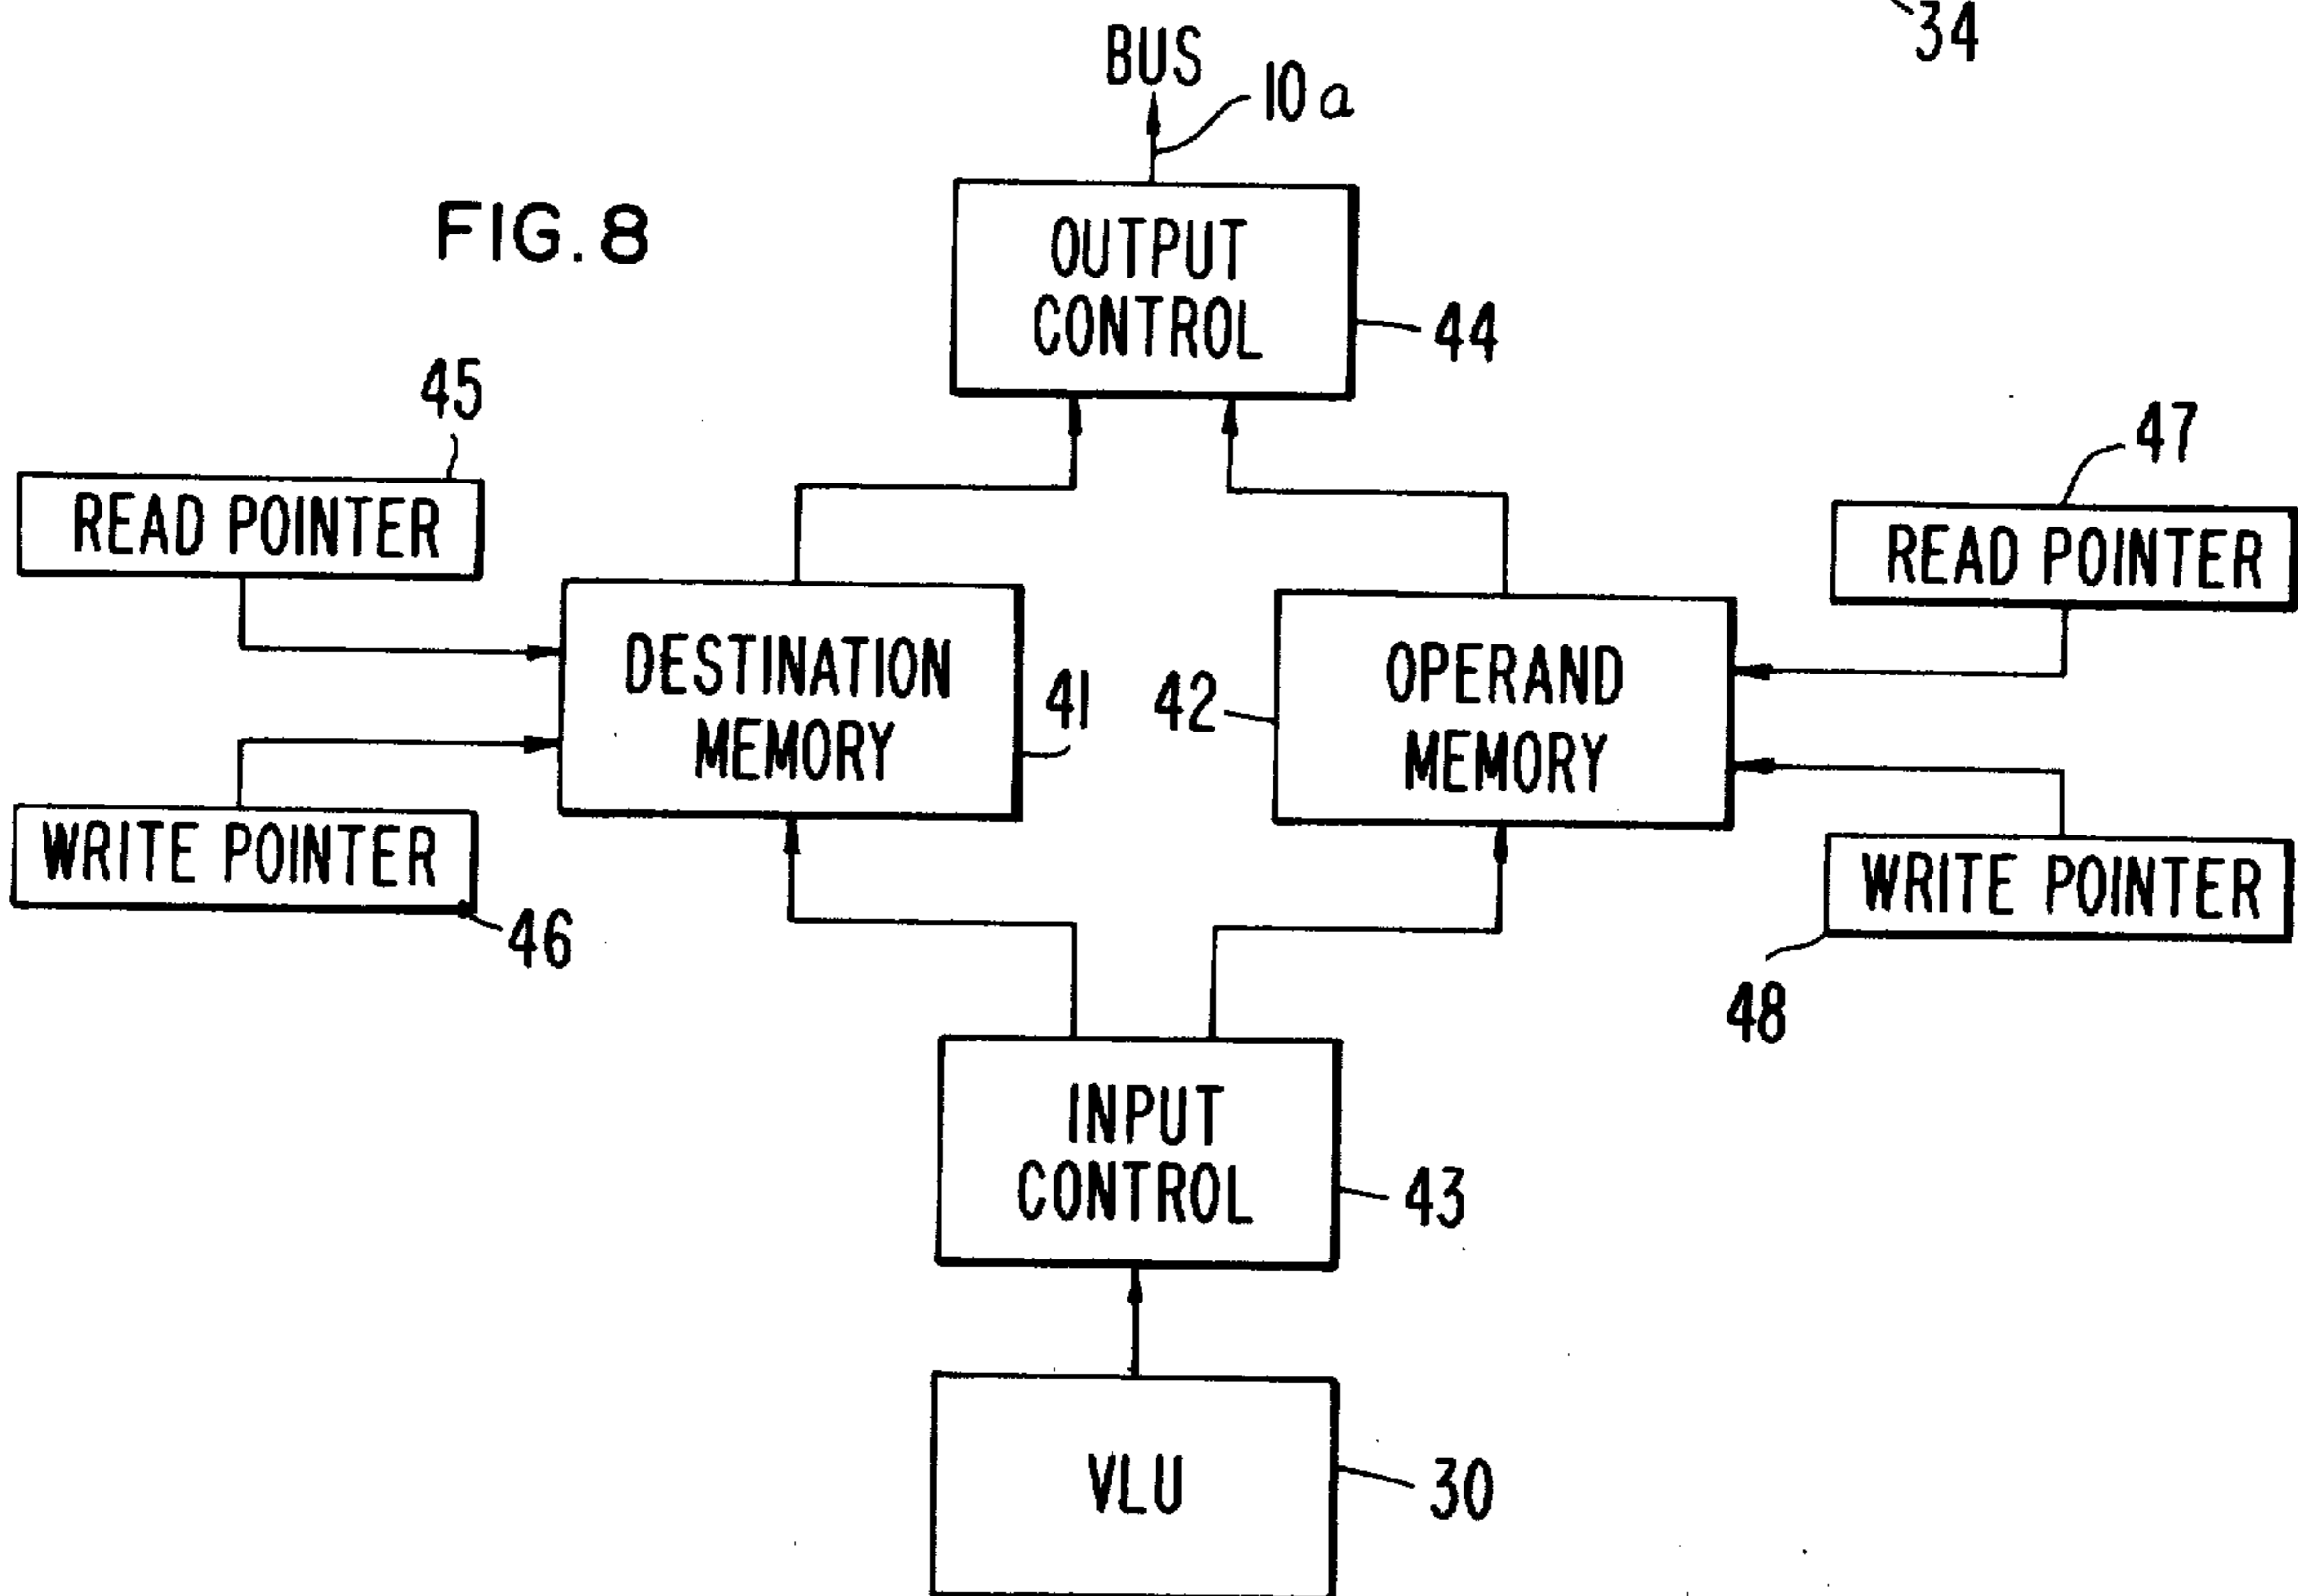 34
BUS
10a
FIG. 8
OUTPUT
CONTROL
44
45
47
READ POINTER
READ POINTER
DESTINATION
MEMORY
41
42
OPERAND
MEMORY
WRITE POINTER
46
WRITE POINTER
48
INPUT
CONTROL
43
VLU
30